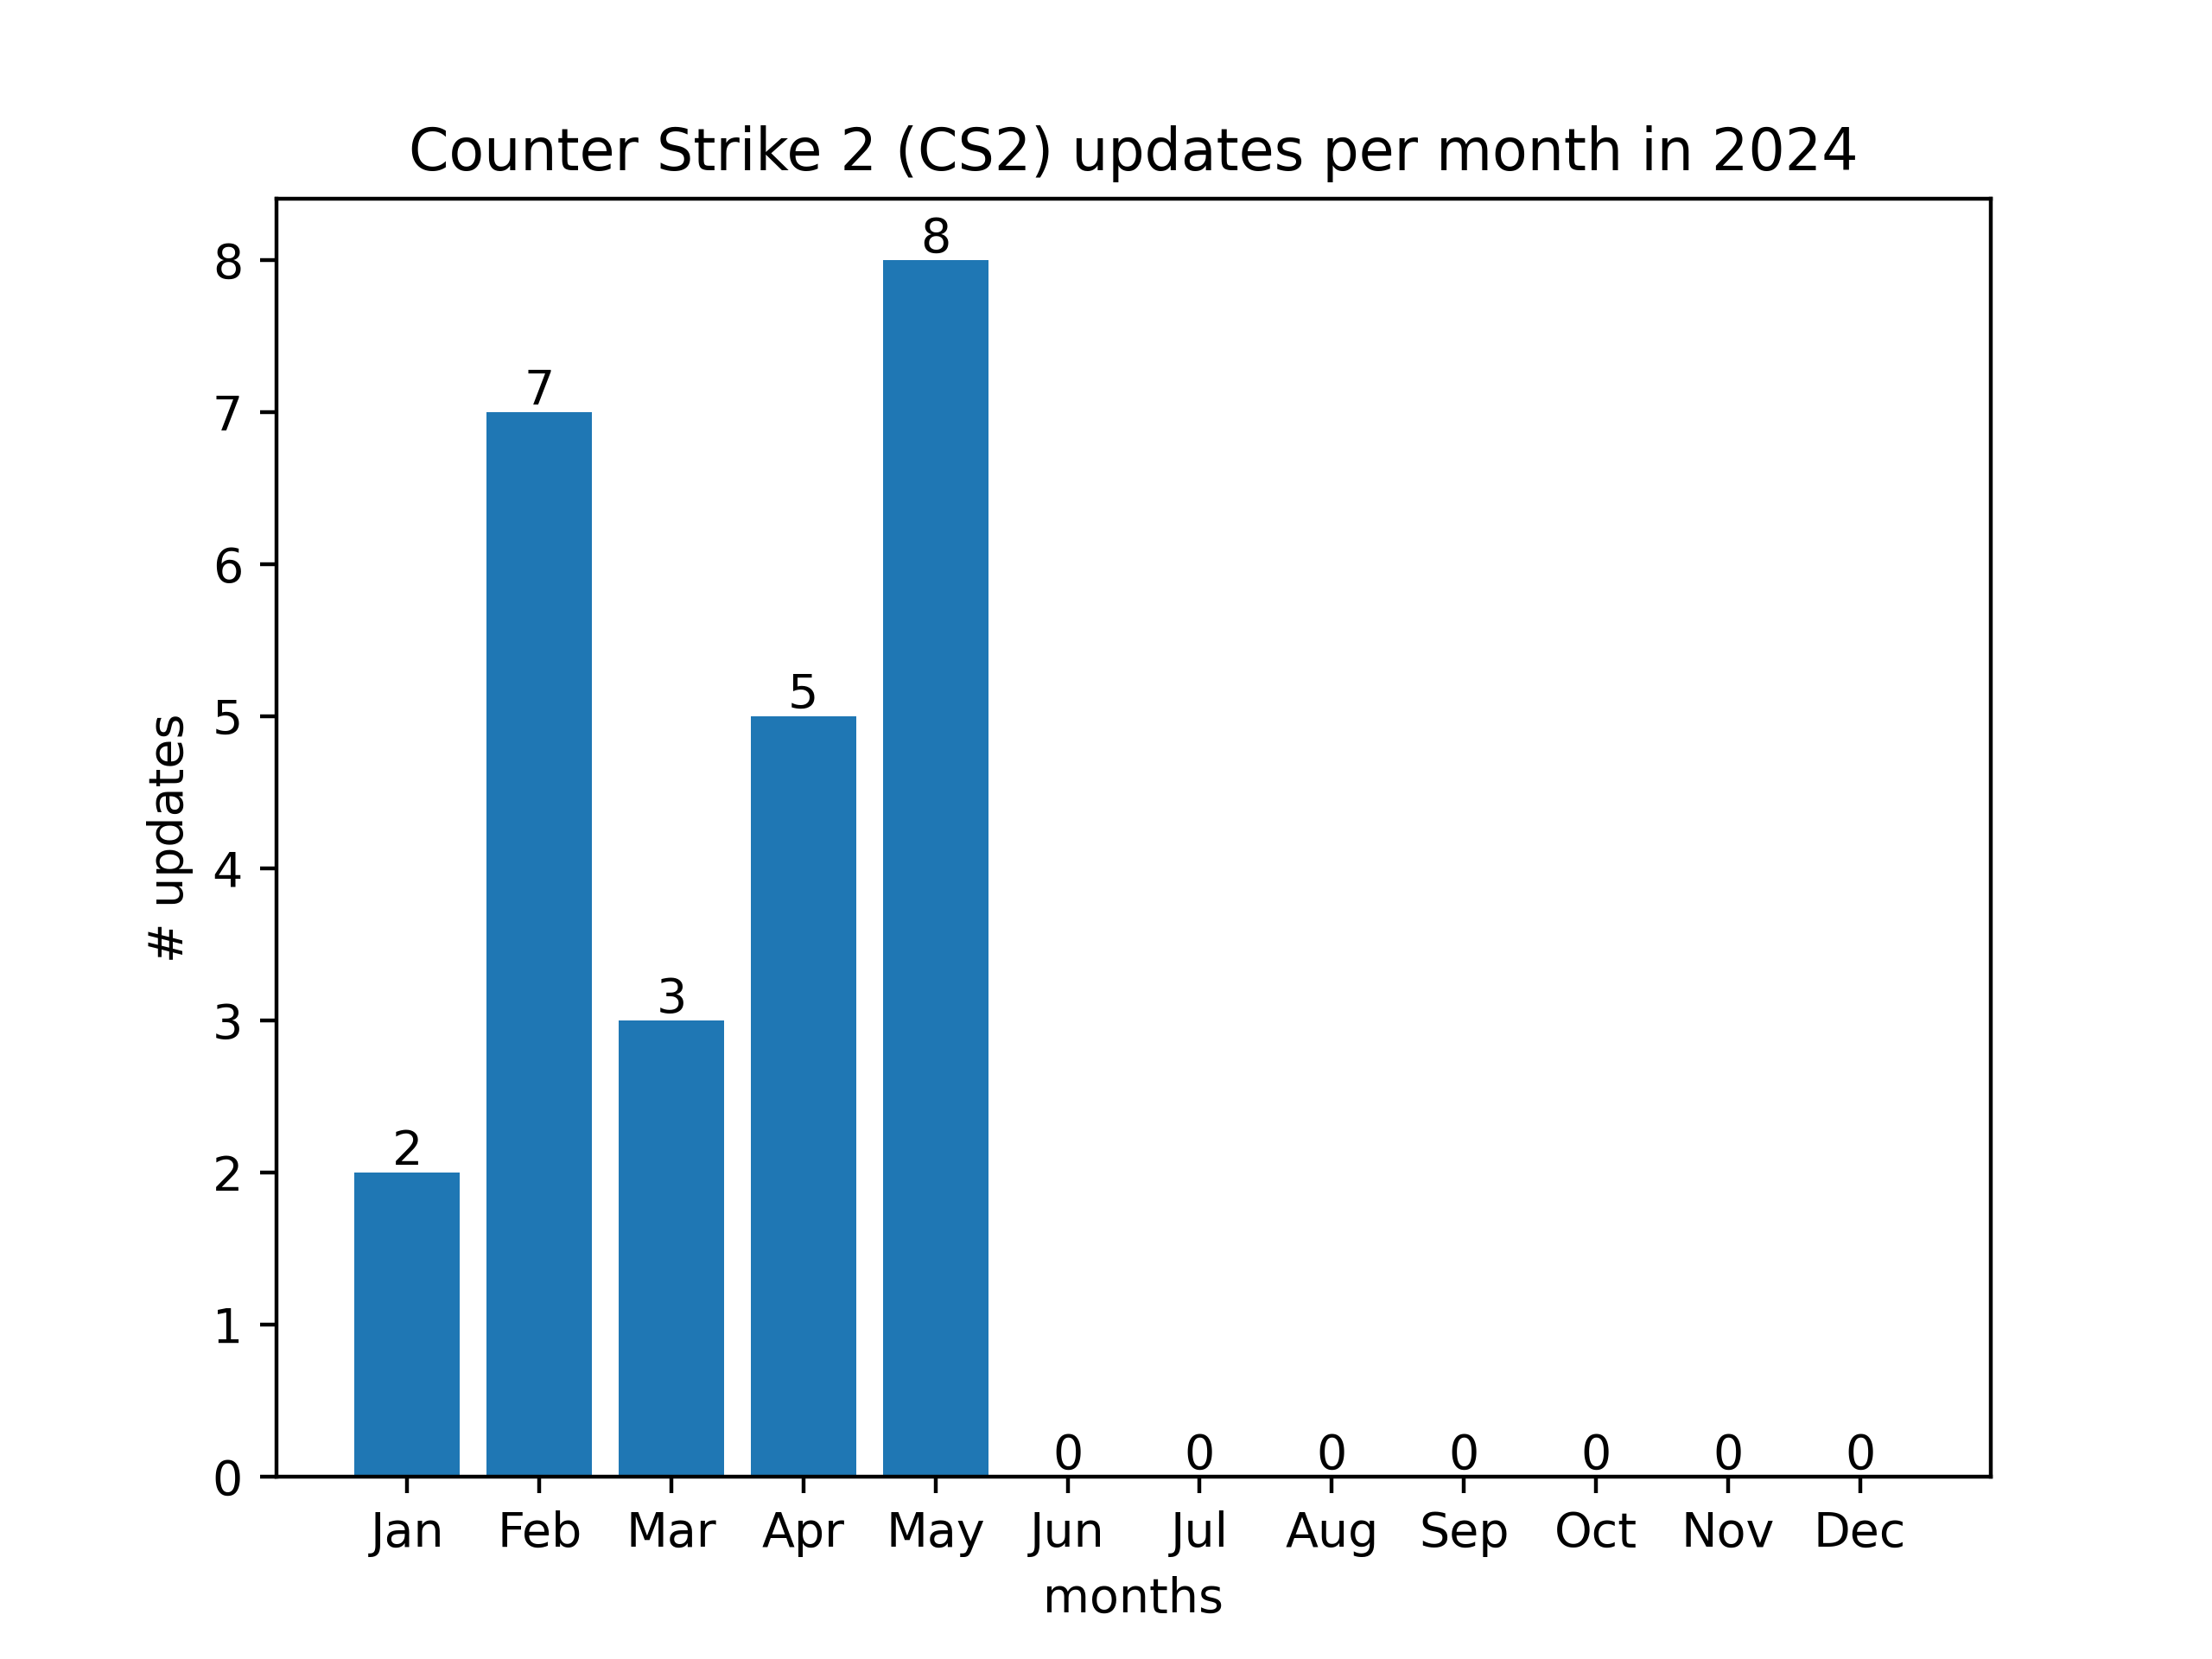 Counter Strike 2 (CS2) updates per month in 2024
8
7
6
5
4
3
2
1
0
# updates
2
7
3
5
8
0 0 0 0 0 0 0
Jan Feb Mar Apr May Jun Jul Aug Sep Oct Nov Dec
months